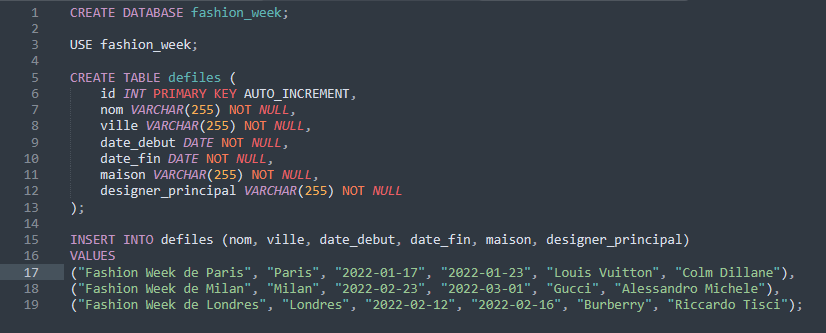 1 CREATE DATABASE fashion_week;
2
3 USE fashion_week;
4
5 CREATE TABLE defiles (
6 id INT PRIMARY KEY AUTO_INCREMENT,
7 nom VARCHAR(255) NOT NULL,
8 ville VARCHAR(255) NOT NULL,
9 date_debut DATE NOT NULL,
10 date_fin DATE NOT NULL,
11 maison VARCHAR(255) NOT NULL,
12 designer_principal VARCHAR(255) NOT NULL
13 );
14
15 INSERT INTO defiles (nom, ville, date_debut, date_fin, maison, designer_principal)
16 VALUES
17 ("Fashion Week de Paris", "Paris", "2022-01-17", "2022-01-23", "Louis Vuitton", "Colm Dillane"),
18 ("Fashion Week de Milan", "Milan", "2022-02-23", "2022-03-01", "Gucci", "Alessandro Michele"),
19 ("Fashion Week de Londres", "Londres", "2022-02-12", "2022-02-16", "Burberry", "Riccardo Tisci");